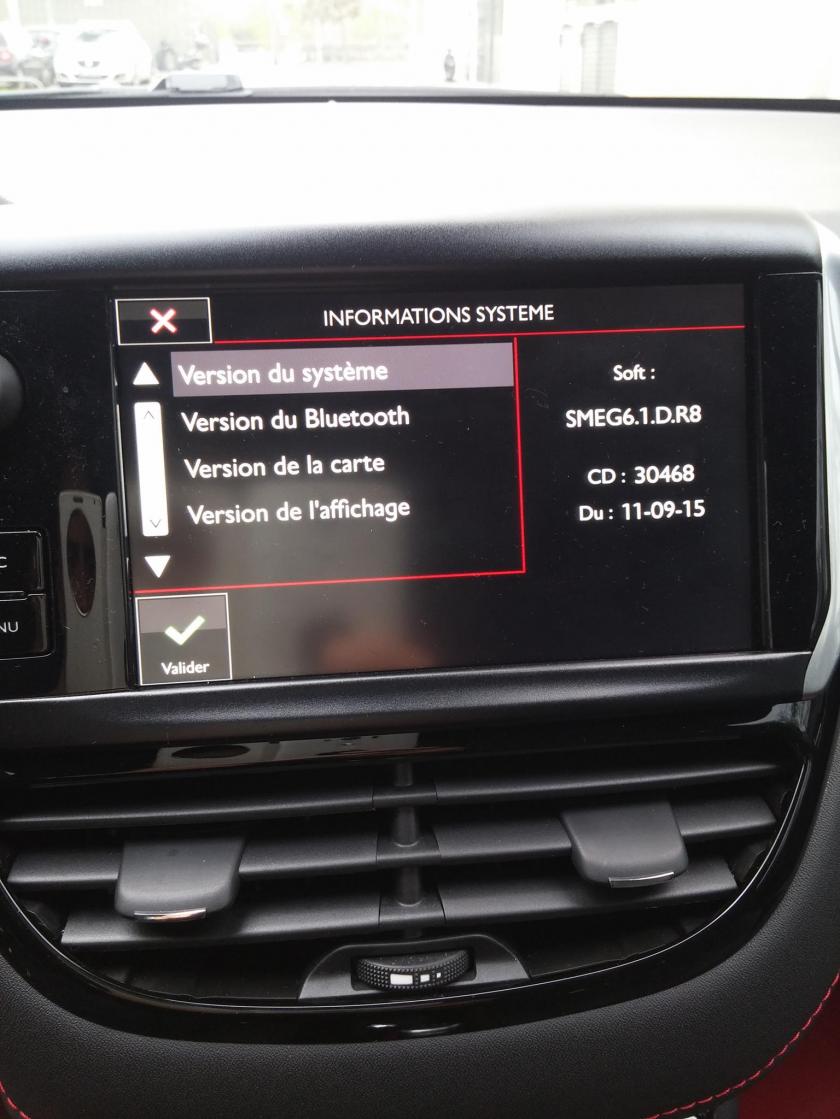 INFORMATIONS SYSTEME
Version du système
Version du Bluetooth
Version de la carte
Version de l'affichage
Soft :
SMEG6.1.D.R8
CD : 30468
Du : 11-09-15
C
NU
Valider